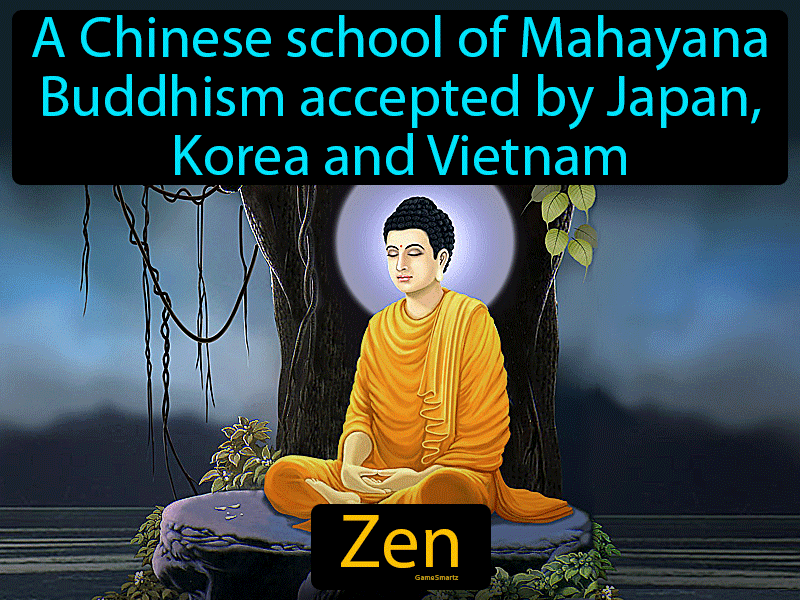 A Chinese school of Mahayana
Buddhism accepted by Japan,
Korea and Vietnam
Zen
GameSmartz